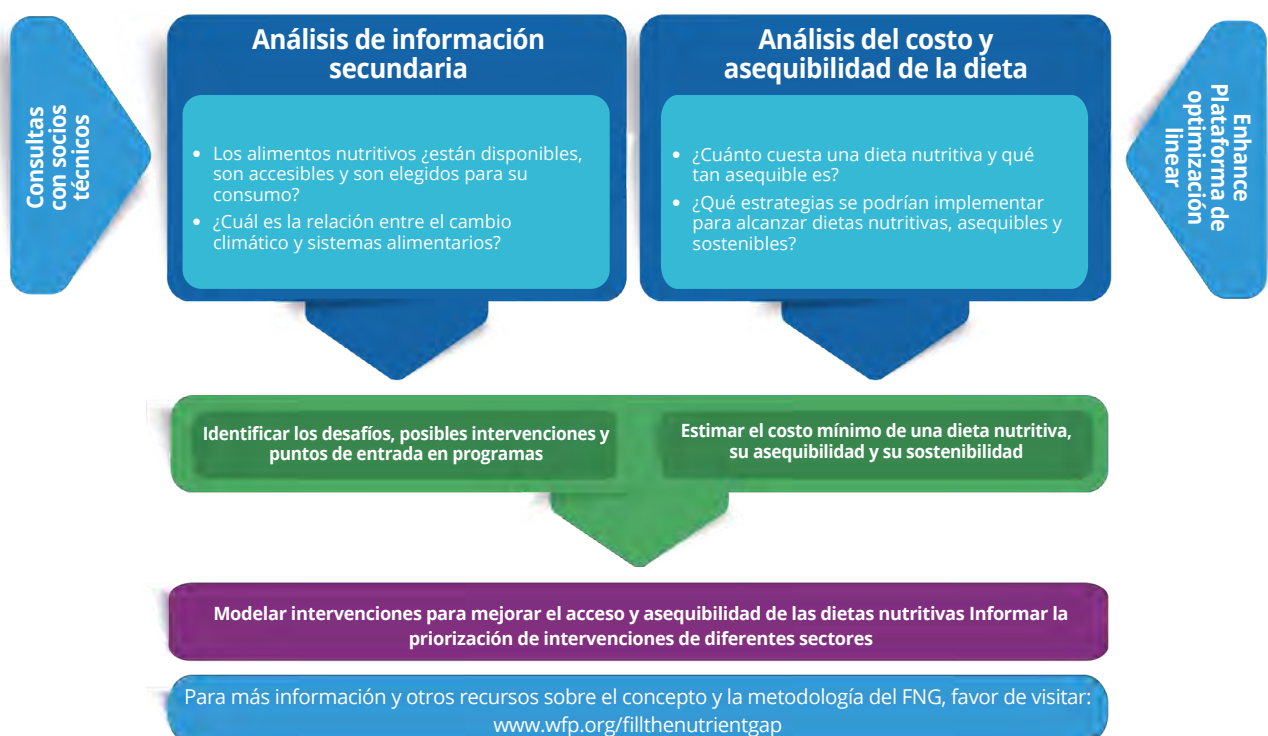 Consultas
con socios
técnicos
Análisis de información
secundaria
• Los alimentos nutritivos ¿están disponibles,
son accesibles y son elegidos para su
consumo?
• ¿Cuál es la relación entre el cambio
climático y sistemas alimentarios?
Análisis del costo y
asequibilidad de la dieta
• ¿Cuánto cuesta una dieta nutritiva y qué
tan asequible es?
• ¿Qué estrategias se podrían implementar
para alcanzar dietas nutritivas, asequibles y
sostenibles?
Enhance
Plataforma de
optimización
linear
Identificar los desafíos, posibles intervenciones y
puntos de entrada en programas
Estimar el costo mínimo de una dieta nutritiva,
su asequibilidad y su sostenibilidad
Modelar intervenciones para mejorar el acceso y asequibilidad de las dietas nutritivas Informar la
priorización de intervenciones de diferentes sectores
Para más información y otros recursos sobre el concepto y la metodología del FNG, favor de visitar:
www.wfp.org/fillthenutrientgap